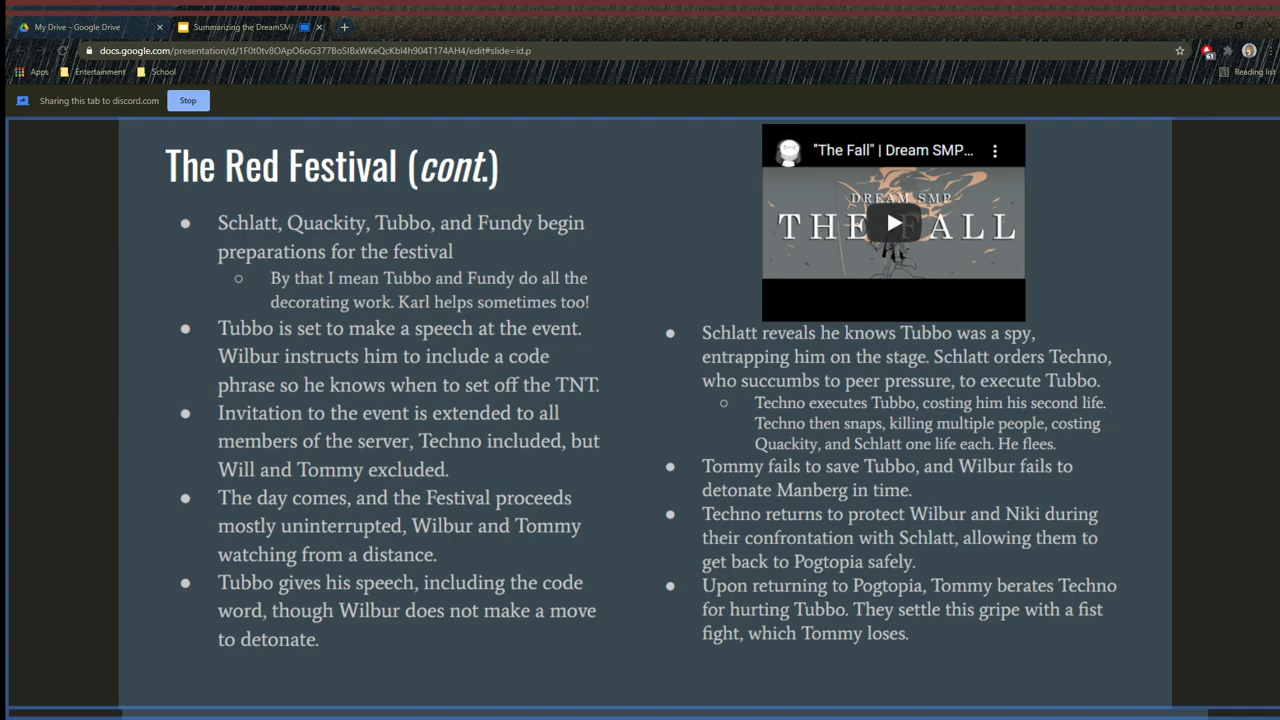 My Drive - Google Drive
Summarizing the DreamSM
docs.google.com/presentation/d/1F0t0tv8OApO6oG377BoSIBxWKeQcKbl4h904T174AH4/edit#slide=id.p
61
Apps
Entertainment
School
Reading list
Sharing this tab to discord.com
Stop
The Red Festival (cont.)
● Schlatt, Quackity, Tubbo, and Fundy begin
preparations for the festival
○ By that I mean Tubbo and Fundy do all the
decorating work. Karl helps sometimes too!
● Tubbo is set to make a speech at the event.
Wilbur instructs him to include a code
phrase so he knows when to set off the TNT.
● Invitation to the event is extended to all
members of the server, Techno included, but
Will and Tommy excluded.
● The day comes, and the Festival proceeds
mostly uninterrupted, Wilbur and Tommy
watching from a distance.
● Tubbo gives his speech, including the code
word, though Wilbur does not make a move
to detonate.
"The Fall" | Dream SMP...
DREAM SMP
THE FALL
● Schlatt reveals he knows Tubbo was a spy,
entrapping him on the stage. Schlatt orders Techno,
who succumbs to peer pressure, to execute Tubbo.
○ Techno executes Tubbo, costing him his second life.
Techno then snaps, killing multiple people, costing
Quackity, and Schlatt one life each. He flees.
● Tommy fails to save Tubbo, and Wilbur fails to
detonate Manberg in time.
● Techno returns to protect Wilbur and Niki during
their confrontation with Schlatt, allowing them to
get back to Pogtopia safely.
● Upon returning to Pogtopia, Tommy berates Techno
for hurting Tubbo. They settle this gripe with a fist
fight, which Tommy loses.